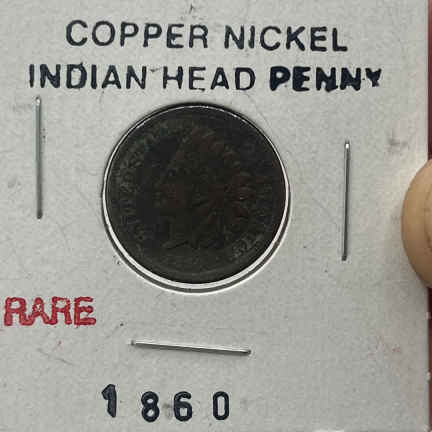 COPPER NICKEL
INDIAN HEAD PENNY
RARE
1860